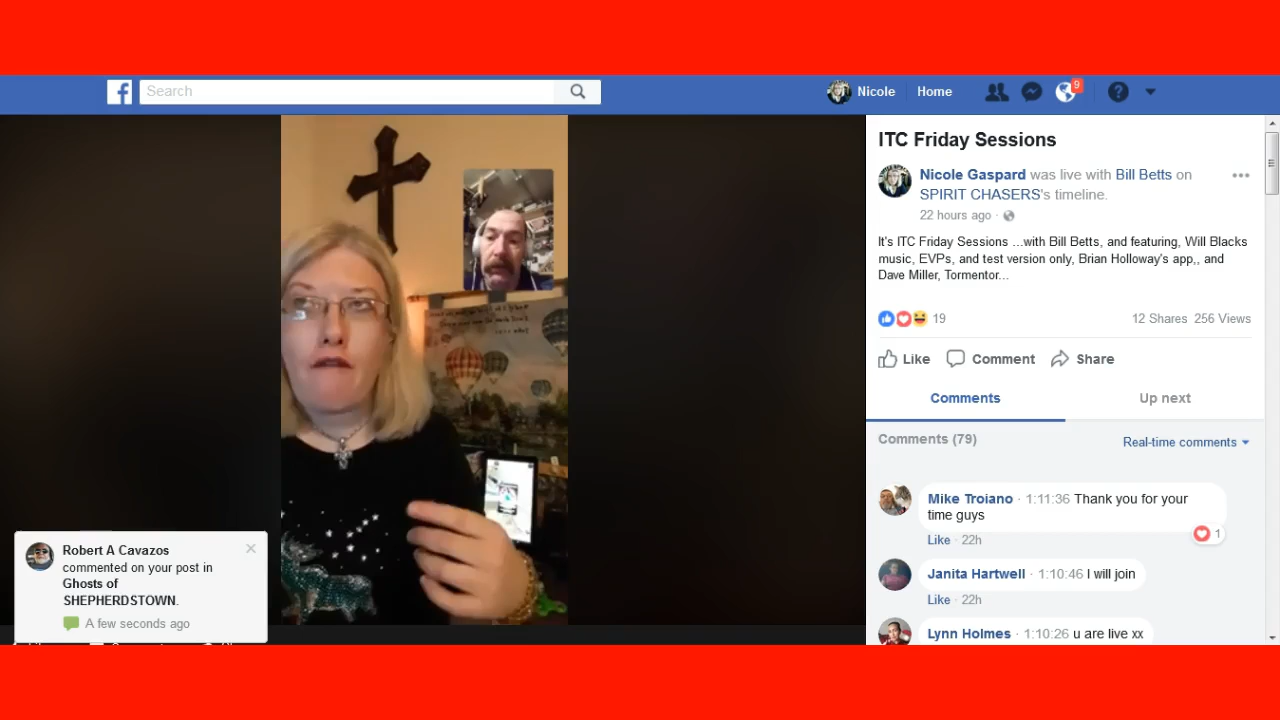 f
Search
Nicole
Home
9
?
ITC Friday Sessions
Nicole Gaspard was live with Bill Betts on
SPIRIT CHASERS's timeline.
22 hours ago ·
It's ITC Friday Sessions ...with Bill Betts, and featuring, Will Blacks
music, EVPs, and test version only, Brian Holloway's app,, and
Dave Miller, Tormentor...
19
12 Shares 256 Views
Like
Comment
Share
Comments
Up next
Comments (79)
Real-time comments
Mike Troiano · 1:11:36 Thank you for your
time guys
1
Like · 22h
Janita Hartwell · 1:10:46 I will join
Like · 22h
Lynn Holmes · 1:10:26 u are live xx
Robert A Cavazos
commented on your post in
Ghosts of
SHEPHERDSTOWN.
A few seconds ago